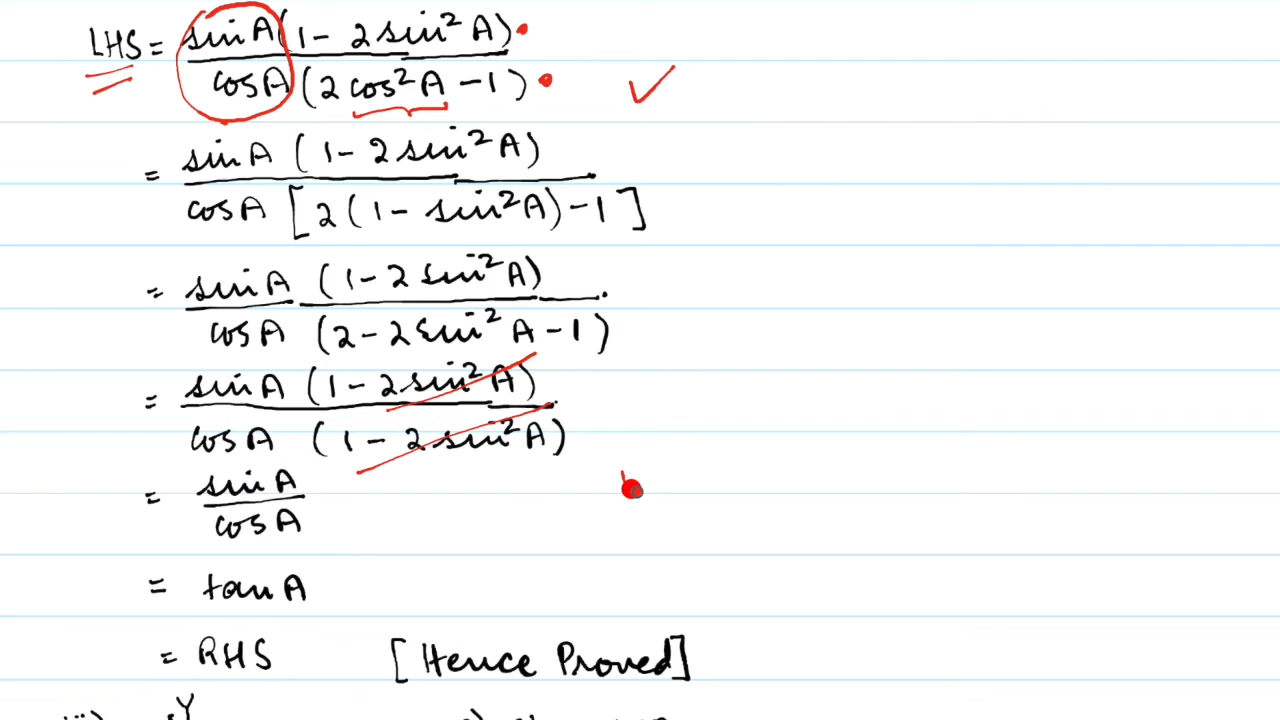 LHS = sinA(1 - 2sin²A)
cosA(2cos²A - 1)
= sinA (1 - 2sin²A)
cosA [2(1 - sin²A) - 1]
= sinA (1 - 2sin²A)
cosA (2 - 2sin²A - 1)
= sinA (1 - 2sin²A)
cosA (1 - 2sin²A)
= sinA
cosA
= tanA
= RHS [Hence Proved]